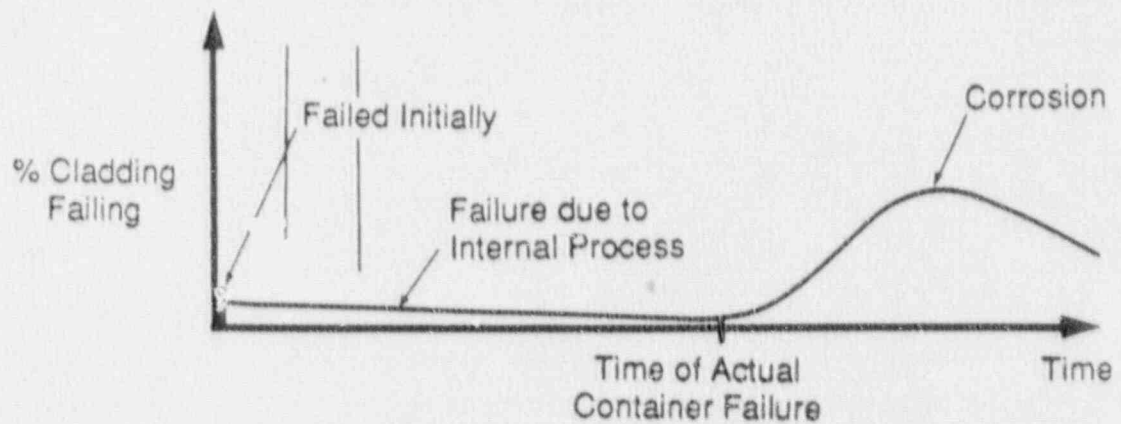 Failed Initially
Corrosion
% Cladding
Failing
Failure due to
Internal Process
Time of Actual
Container Failure
Time